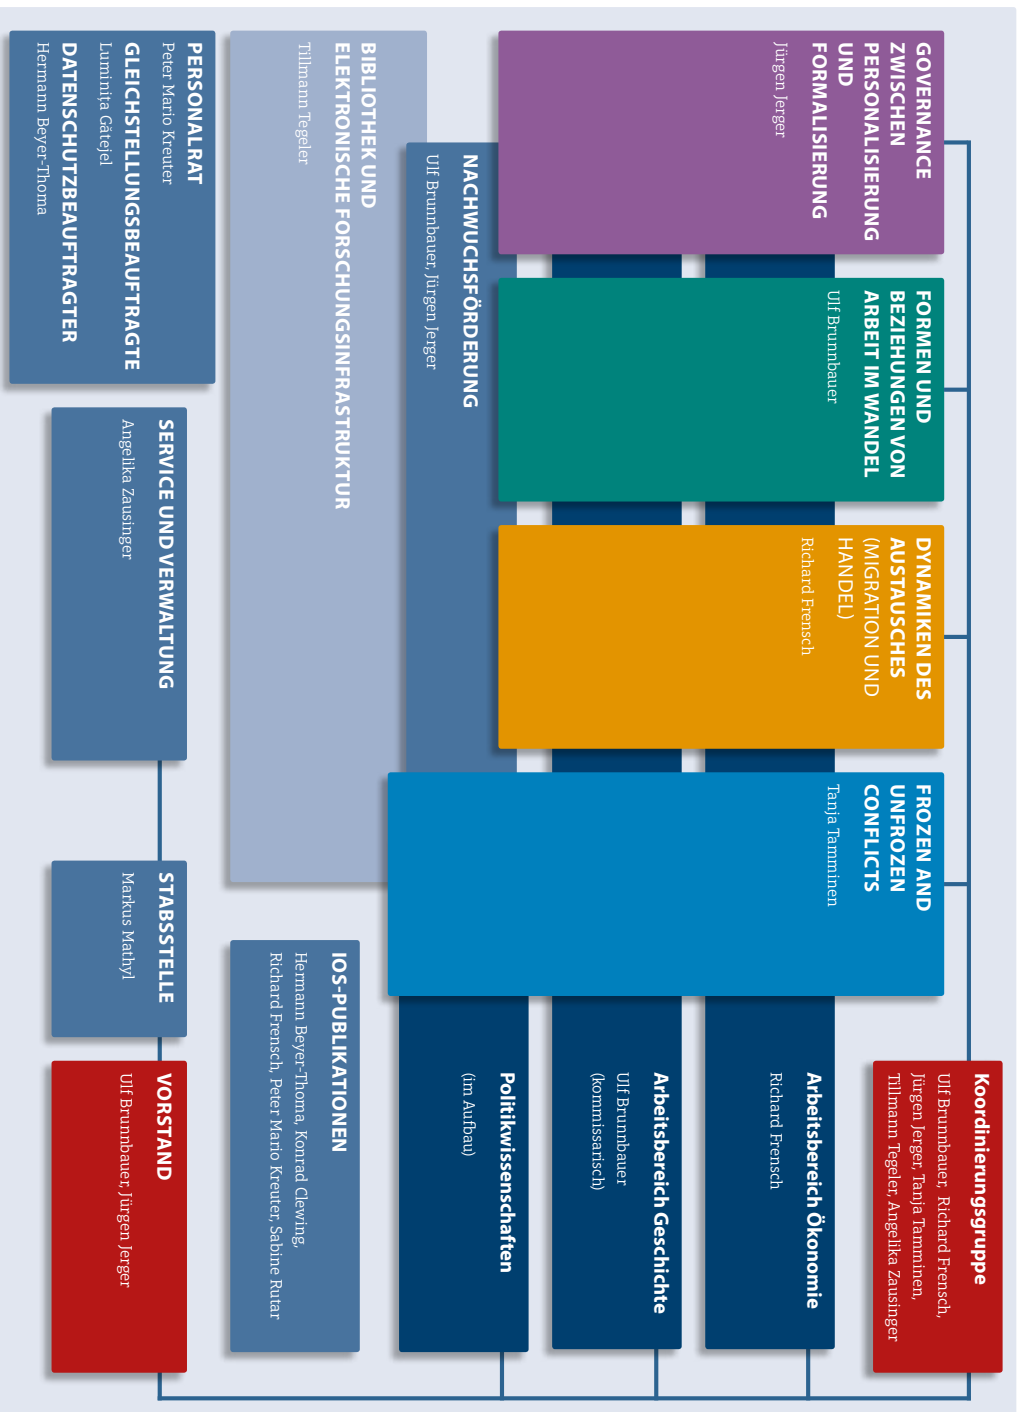 Koordinierungsgruppe
Ulf Brunnbauer, Richard Frensch,
Jürgen Jerger, Tanja Tamminen,
Tillmann Tegeler, Angelika Zausinger
GOVERNANCE
ZWISCHEN
PERSONALISIERUNG
UND
FORMALISIERUNG
Jürgen Jerger
FORMEN UND
BEZIEHUNGEN VON
ARBEIT IM WANDEL
Ulf Brunnbauer
DYNAMIKEN DES
AUSTAUSCHES
(MIGRATION UND
HANDEL)
Richard Frensch
FROZEN AND
UNFROZEN
CONFLICTS
Tanja Tamminen
Arbeitsbereich Ökonomie
Richard Frensch
Arbeitsbereich Geschichte
Ulf Brunnbauer
(kommissarisch)
Politikwissenschaften
(im Aufbau)
NACHWUCHSFÖRDERUNG
Ulf Brunnbauer, Jürgen Jerger
BIBLIOTHEK UND
ELEKTRONISCHE FORSCHUNGSINFRASTRUKTUR
Tillmann Tegeler
IOS-PUBLIKATIONEN
Hermann Beyer-Thoma, Konrad Clewing,
Richard Frensch, Peter Mario Kreuter, Sabine Rutar
PERSONALRAT
Peter Mario Kreuter
GLEICHSTELLUNGSBEAUFTRAGTE
Luminița Gătejel
DATENSCHUTZBEAUFTRAGTER
Hermann Beyer-Thoma
SERVICE UND VERWALTUNG
Angelika Zausinger
STABSSTELLE
Markus Mathyl
VORSTAND
Ulf Brunnbauer, Jürgen Jerger